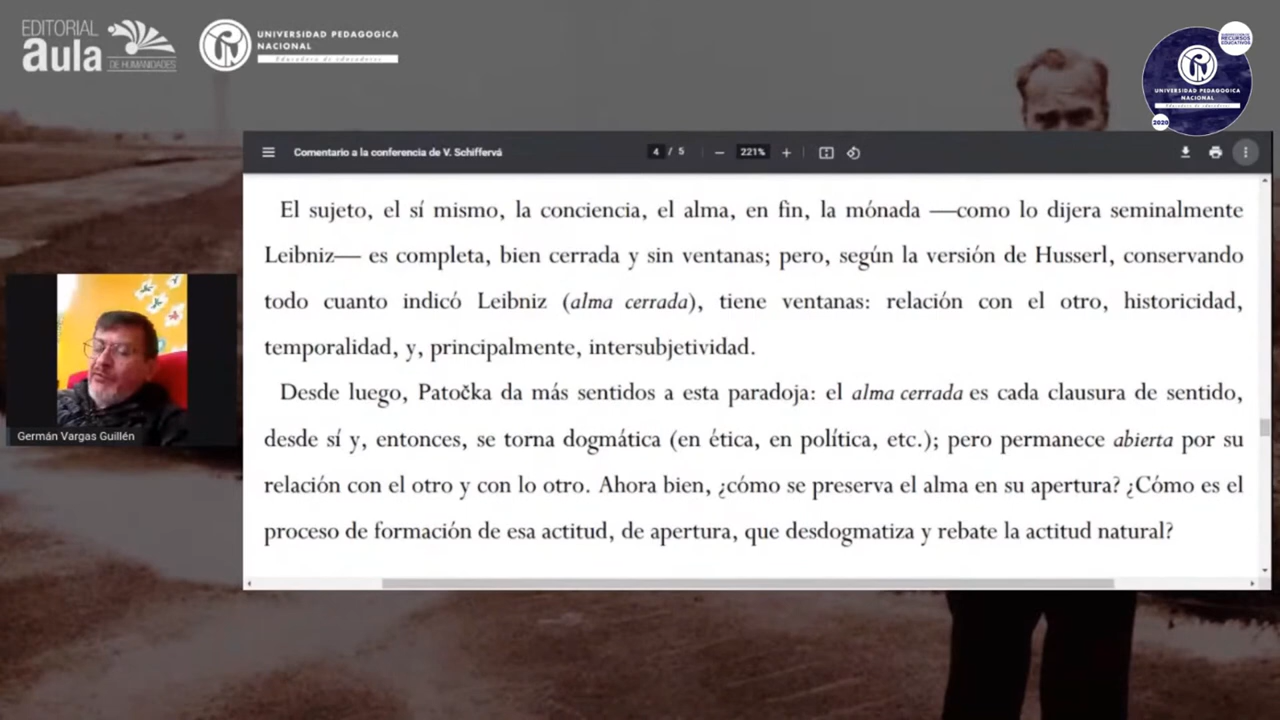 EDITORIAL
aula
DE HUMANIDADES
UNIVERSIDAD PEDAGOGICA
NACIONAL
Educadora de educadores
RECURSOS
EDUCATIVOS
UNIVERSIDAD PEDAGOGICA
NACIONAL
Educadora de educadores
2020
Comentario a la conferencia de V. Schiffervá
4 / 5
221%
El sujeto, el sí mismo, la conciencia, el alma, en fin, la mónada —como lo dijera seminalmente
Leibniz— es completa, bien cerrada y sin ventanas; pero, según la versión de Husserl, conservando
todo cuanto indicó Leibniz (alma cerrada), tiene ventanas: relación con el otro, historicidad,
temporalidad, y, principalmente, intersubjetividad.
Desde luego, Patočka da más sentidos a esta paradoja: el alma cerrada es cada clausura de sentido,
desde sí y, entonces, se torna dogmática (en ética, en política, etc.); pero permanece abierta por su
relación con el otro y con lo otro. Ahora bien, ¿cómo se preserva el alma en su apertura? ¿Cómo es el
proceso de formación de esa actitud, de apertura, que desdogmatiza y rebate la actitud natural?
Germán Vargas Guillén